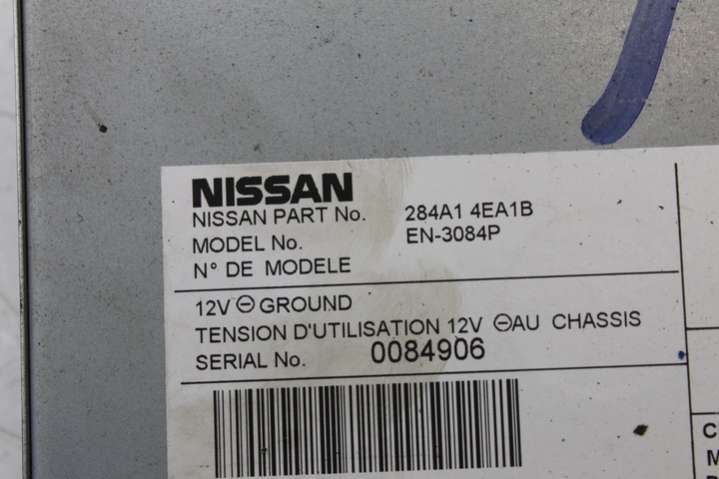 NISSAN
NISSAN PART No. 284A1 4EA1B
MODEL No. EN-3084P
N° DE MODELE
12V ⊖ GROUND
TENSION D'UTILISATION 12V ⊖AU CHASSIS
SERIAL No. 0084906
C
M